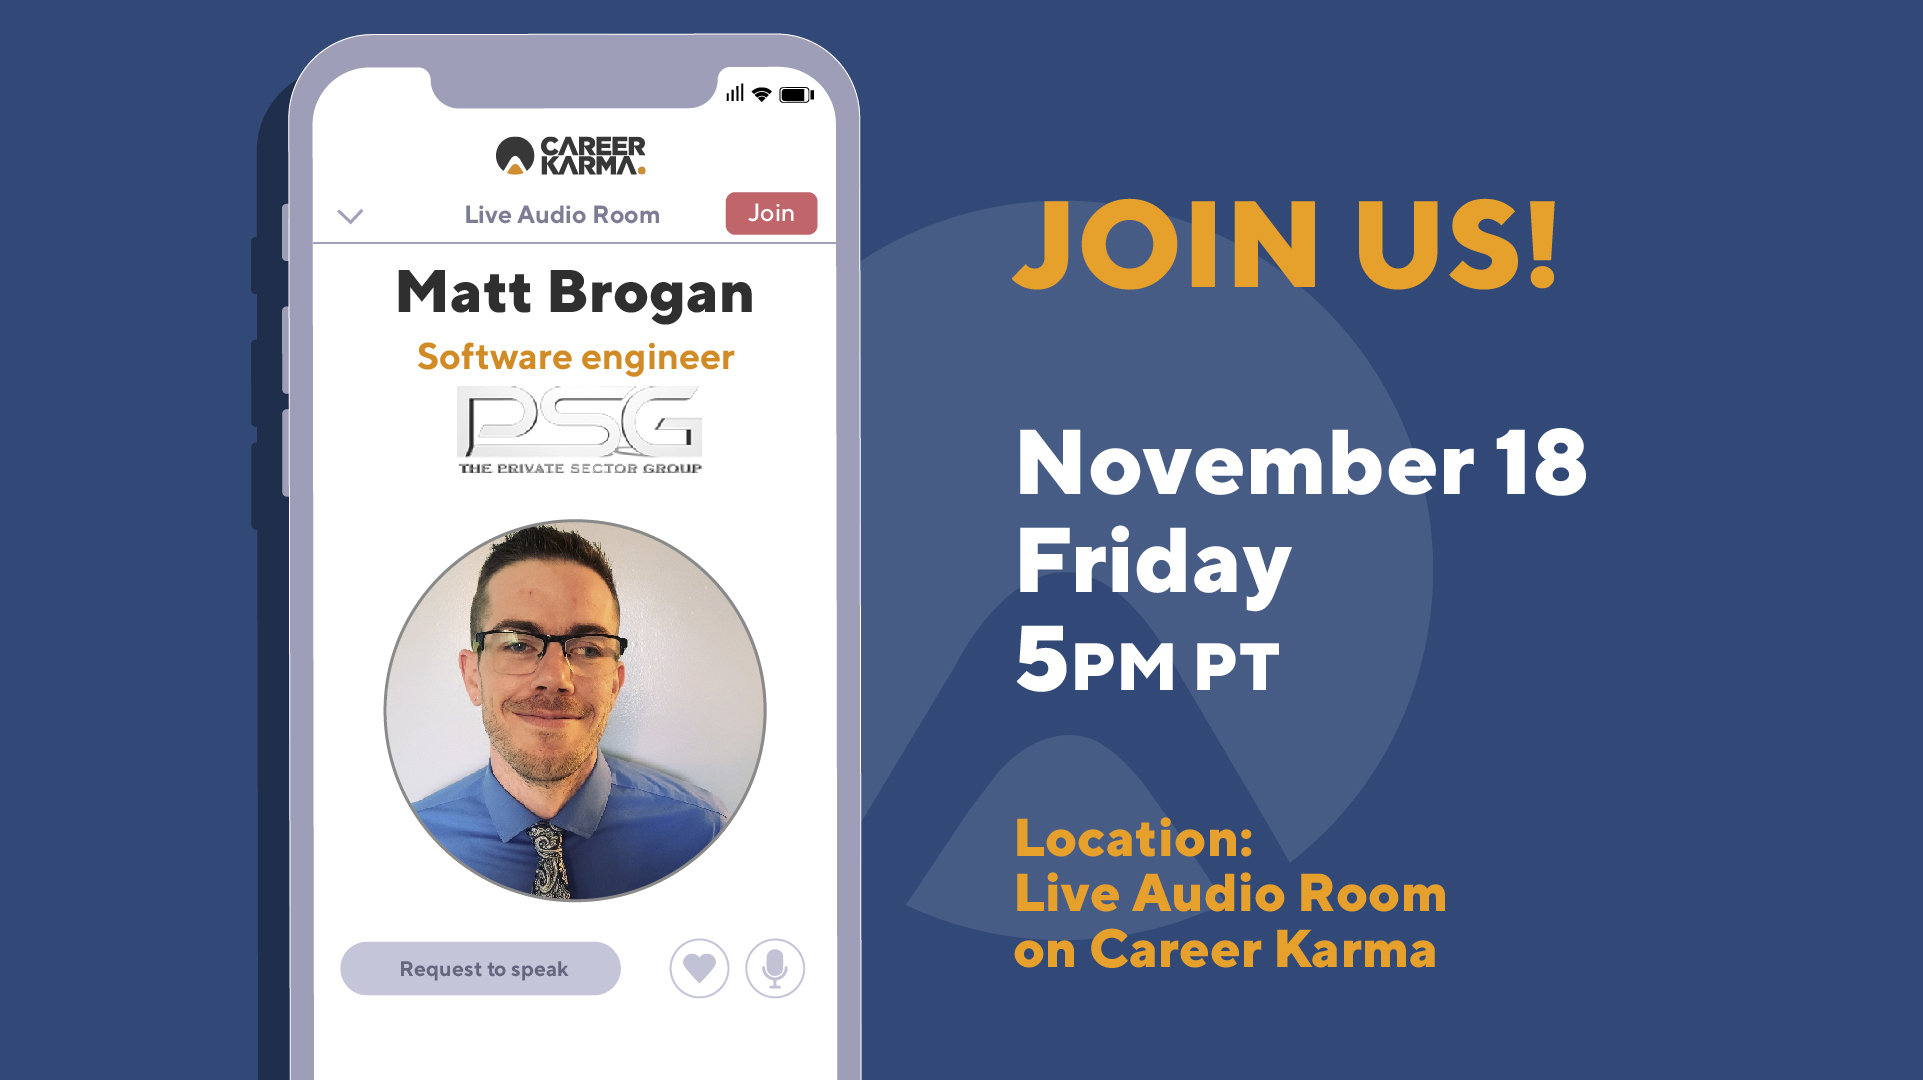 CAREER
KARMA.
Live Audio Room
Join
Matt Brogan
Software engineer
PSG
THE PRIVATE SECTOR GROUP
Request to speak
JOIN US!
November 18
Friday
5PM PT
Location:
Live Audio Room
on Career Karma